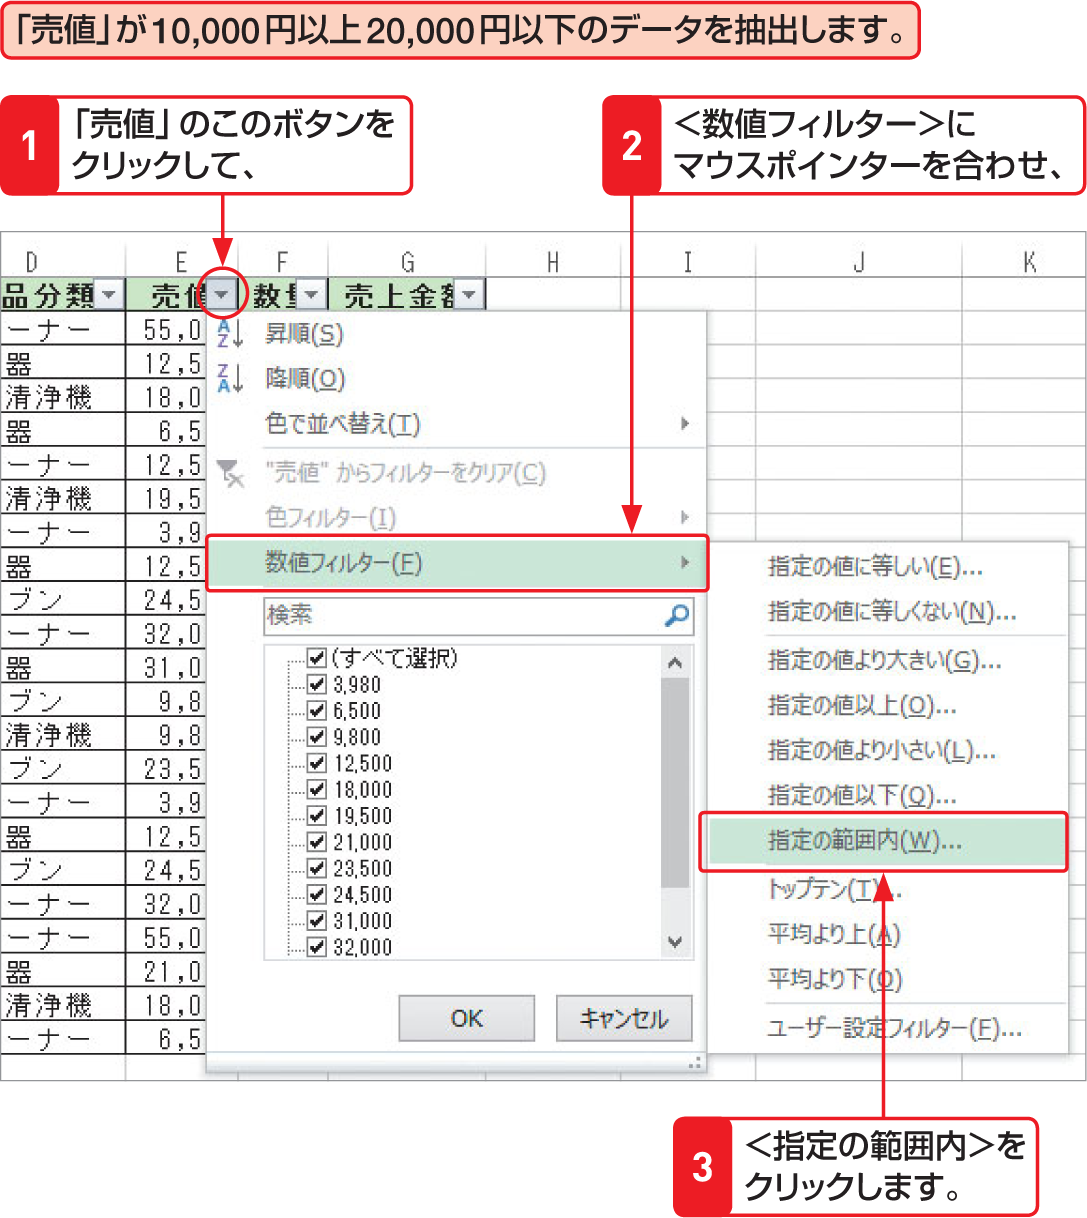 「売値」が10,000円以上20,000円以下のデータを抽出します。
1
「売値」のこのボタンを
クリックして、
2
<数値フィルター>に
マウスポインターを合わせ、
D E F G H I J K
品分類 売値 数量 売上金額
ーナー 55,0
器 12,5
清浄機 18,0
器 6,5
ーナー 12,5
清浄機 19,5
ーナー 3,9
器 12,5
ブン 24,5
ーナー 32,0
器 31,0
ブン 9,8
清浄機 9,8
ブン 23,5
ーナー 3,9
器 12,5
ブン 24,5
ーナー 32,0
ーナー 55,0
器 21,0
清浄機 18,0
ーナー 6,5
昇順(S)
降順(O)
色で並べ替え(T)
"売値" からフィルターをクリア(C)
色フィルター(I)
数値フィルター(F)
検索
(すべて選択)
3,980
6,500
9,800
12,500
18,000
19,500
21,000
23,500
24,500
31,000
32,000
OK キャンセル
指定の値に等しい(E)...
指定の値に等しくない(N)...
指定の値より大きい(G)...
指定の値以上(O)...
指定の値より小さい(L)...
指定の値以下(Q)...
指定の範囲内(W)...
トップテン(T)...
平均より上(A)
平均より下(O)
ユーザー設定フィルター(F)...
3
<指定の範囲内>を
クリックします。